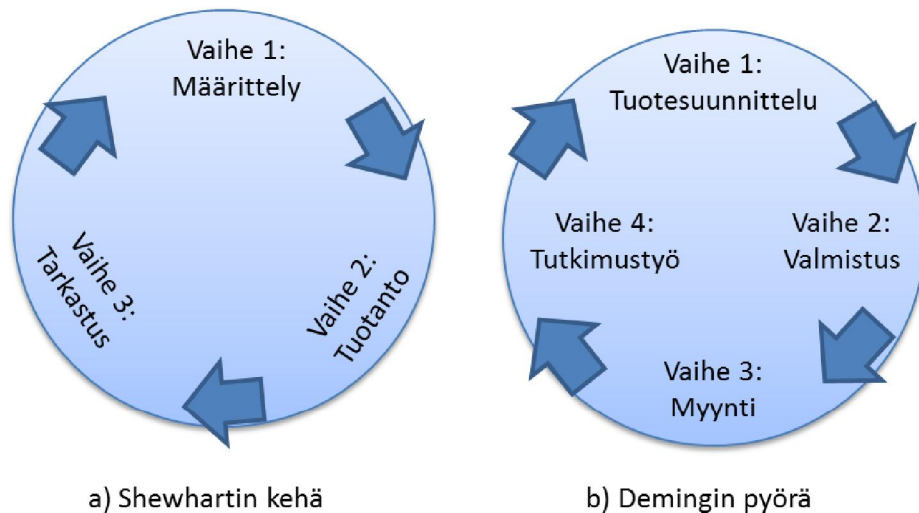 Vaihe 1:
Määrittely
Vaihe 2:
Tuotanto
Vaihe 3:
Tarkastus
a) Shewhartin kehä
Vaihe 1:
Tuotesuunnittelu
Vaihe 2:
Valmistus
Vaihe 3:
Myynti
Vaihe 4:
Tutkimustyö
b) Demingin pyörä